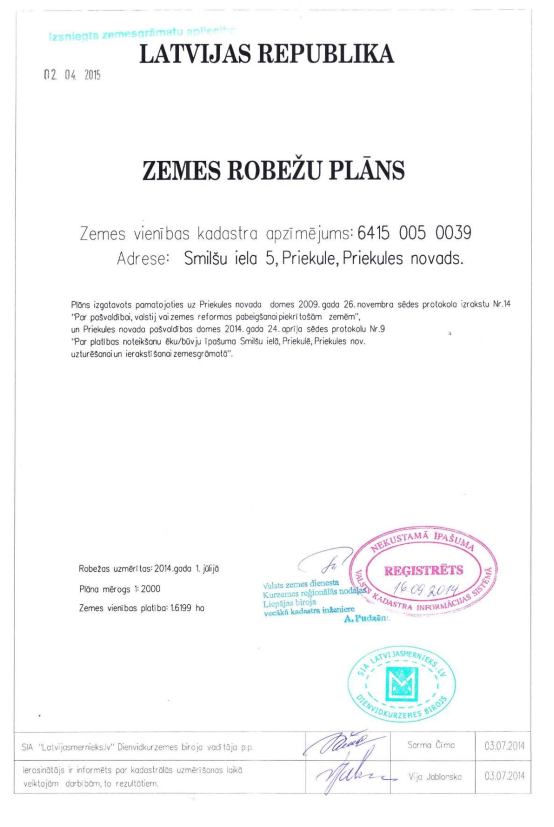 Izsniegta zemesgrāmatu apliecība
02. 04. 2015
LATVIJAS REPUBLIKA
ZEMES ROBEŽU PLĀNS
Zemes vienības kadastra apzīmējums: 6415 005 0039
Adrese: Smilšu iela 5, Priekule, Priekules novads.
Plāns izgatavots pamatojoties uz Priekules novada domes 2009. gada 26. novembra sēdes protokola izrakstu Nr.14
"Par pašvaldībai, valstij vai zemes reformas pabeigšanai piekrītošām zemēm",
un Priekules novada pašvaldības domes 2014. gada 24. aprīļa sēdes protokolu Nr.9
"Par platības noteikšanu ēku/būvju īpašuma Smilšu ielā, Priekulē, Priekules nov.
uzturēšanai un ierakstīšanai zemesgrāmatā".
Robežas uzmērītas: 2014.gada 1. jūlijā
Plāna mērogs 1: 2000
Zemes vienības platība: 1.6199 ha
Valsts zemes dienesta
Kurzemes reģionālās nodaļas
Liepājas biroja
vecākā kadastra inženiere
A. Pudzēn
NEKUSTAMĀ ĪPAŠUMA
REĢISTRĒTS
16.09.2014
VALSTS KADASTRA INFORMĀCIJAS SISTĒMĀ
SIA LATVIJASMERNIEKS.LV
DIENVIDKURZEMES BIROJS
SIA "Latvijasmernieks.lv" Dienvidkurzemes biroja vadītāja p.p. Sarma Čīma 03.07.2014
Ierosinātājs ir informēts par kadastrālās uzmērīšanas laikā
veiktajām darbībām, to rezultātiem. Vija Jablonska 03.07.2014